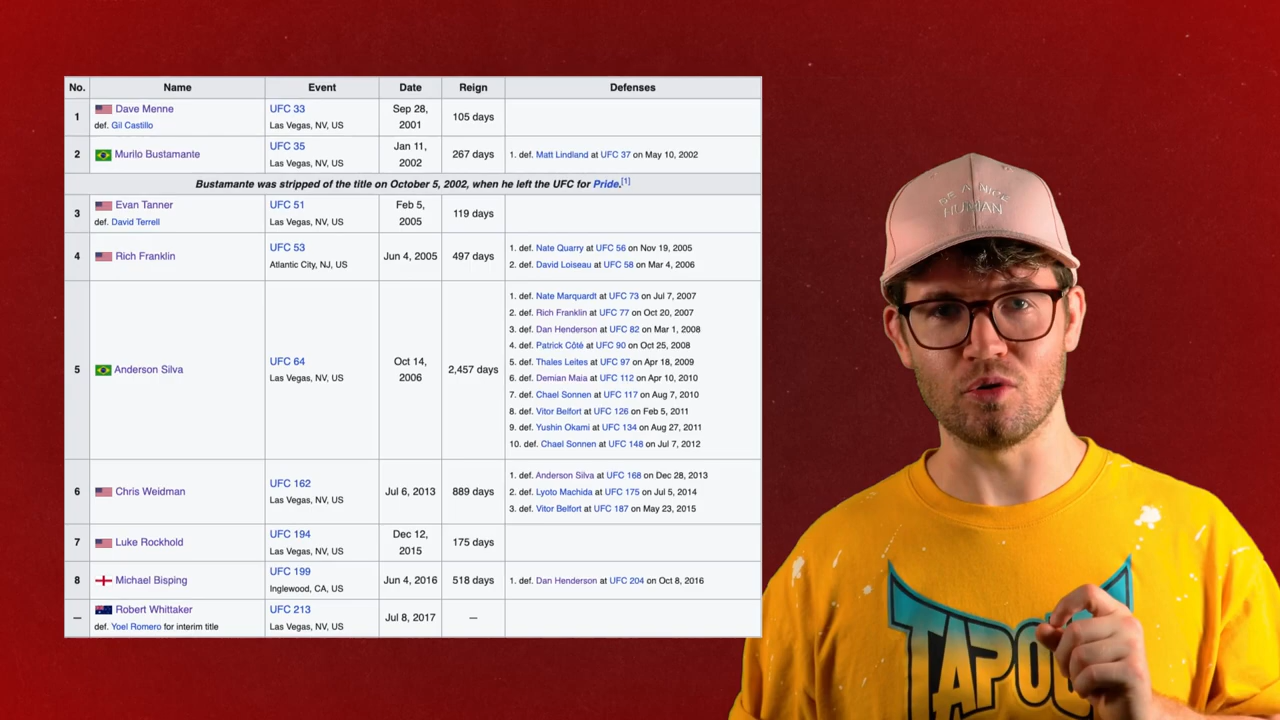 No. Name Event Date Reign Defenses
1 Dave Menne def. Gil Castillo UFC 33 Las Vegas, NV, US Sep 28, 2001 105 days
2 Murilo Bustamante UFC 35 Las Vegas, NV, US Jan 11, 2002 267 days 1. def. Matt Lindland at UFC 37 on May 10, 2002
Bustamante was stripped of the title on October 5, 2002, when he left the UFC for Pride.[1]
3 Evan Tanner def. David Terrell UFC 51 Las Vegas, NV, US Feb 5, 2005 119 days
4 Rich Franklin UFC 53 Atlantic City, NJ, US Jun 4, 2005 497 days 1. def. Nate Quarry at UFC 56 on Nov 19, 2005
2. def. David Loiseau at UFC 58 on Mar 4, 2006
5 Anderson Silva UFC 64 Las Vegas, NV, US Oct 14, 2006 2,457 days 1. def. Nate Marquardt at UFC 73 on Jul 7, 2007
2. def. Rich Franklin at UFC 77 on Oct 20, 2007
3. def. Dan Henderson at UFC 82 on Mar 1, 2008
4. def. Patrick Côté at UFC 90 on Oct 25, 2008
5. def. Thales Leites at UFC 97 on Apr 18, 2009
6. def. Demian Maia at UFC 112 on Apr 10, 2010
7. def. Chael Sonnen at UFC 117 on Aug 7, 2010
8. def. Vitor Belfort at UFC 126 on Feb 5, 2011
9. def. Yushin Okami at UFC 134 on Aug 27, 2011
10. def. Chael Sonnen at UFC 148 on Jul 7, 2012
6 Chris Weidman UFC 162 Las Vegas, NV, US Jul 6, 2013 889 days 1. def. Anderson Silva at UFC 168 on Dec 28, 2013
2. def. Lyoto Machida at UFC 175 on Jul 5, 2014
3. def. Vitor Belfort at UFC 187 on May 23, 2015
7 Luke Rockhold UFC 194 Las Vegas, NV, US Dec 12, 2015 175 days
8 Michael Bisping UFC 199 Inglewood, CA, US Jun 4, 2016 518 days 1. def. Dan Henderson at UFC 204 on Oct 8, 2016
— Robert Whittaker def. Yoel Romero for interim title UFC 213 Las Vegas, NV, US Jul 8, 2017 —
BE A NICE
HUMAN